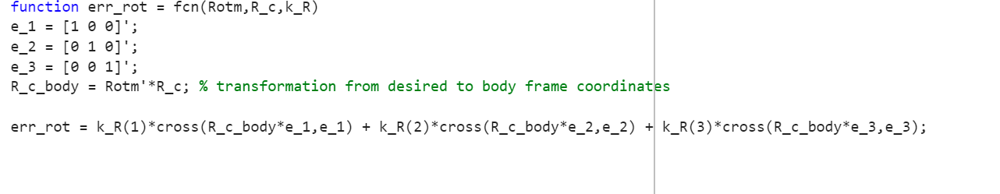 function err_rot = fcn(Rotm,R_c,k_R)
e_1 = [1 0 0]';
e_2 = [0 1 0]';
e_3 = [0 0 1]';
R_c_body = Rotm'*R_c; % transformation from desired to body frame coordinates
err_rot = k_R(1)*cross(R_c_body*e_1,e_1) + k_R(2)*cross(R_c_body*e_2,e_2) + k_R(3)*cross(R_c_body*e_3,e_3);